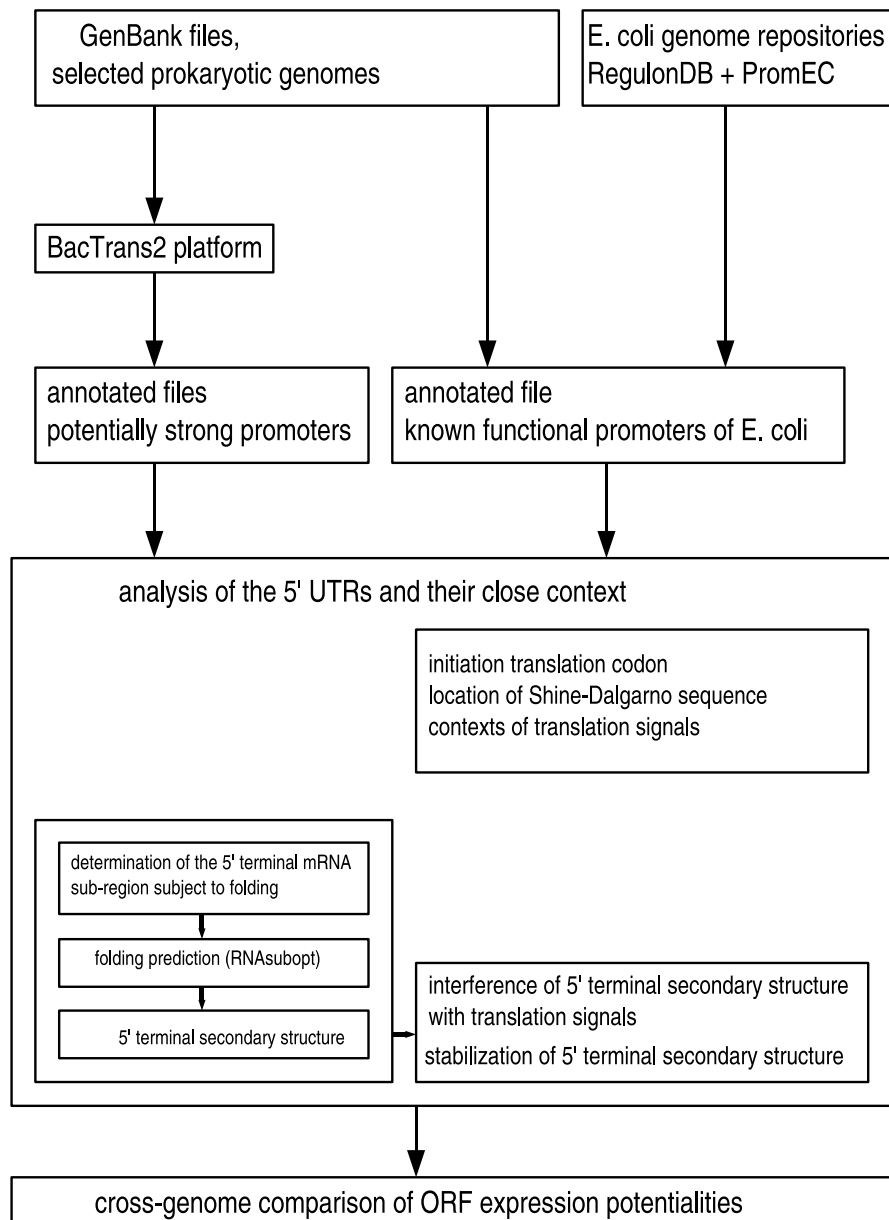 GenBank files,
selected prokaryotic genomes
E. coli genome repositories
RegulonDB + PromEC
BacTrans2 platform
annotated files
potentially strong promoters
annotated file
known functional promoters of E. coli
analysis of the 5' UTRs and their close context
initiation translation codon
location of Shine-Dalgarno sequence
contexts of translation signals
determination of the 5' terminal mRNA
sub-region subject to folding
folding prediction (RNAsubopt)
5' terminal secondary structure
interference of 5' terminal secondary structure
with translation signals
stabilization of 5' terminal secondary structure
cross-genome comparison of ORF expression potentialities